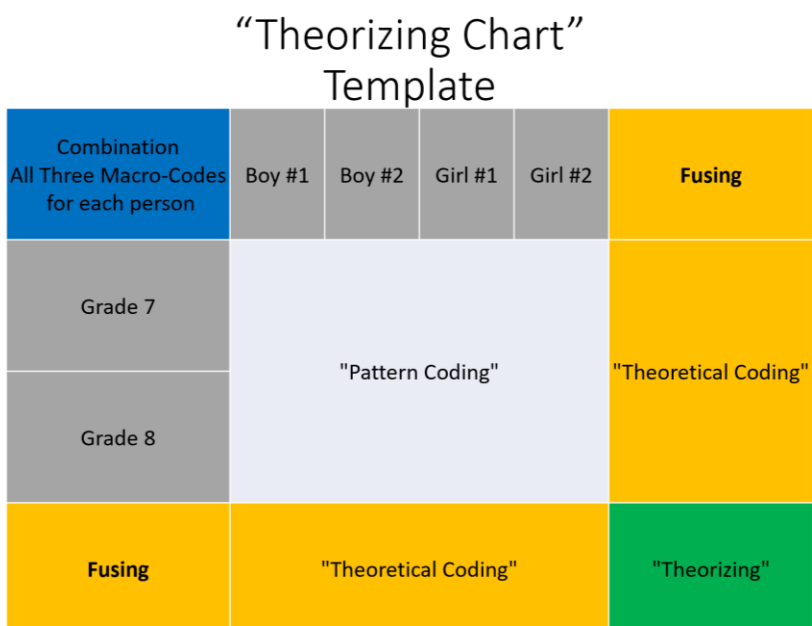 “Theorizing Chart”
Template
Combination
All Three Macro-Codes
for each person
Boy #1
Boy #2
Girl #1
Girl #2
Fusing
Grade 7
"Pattern Coding"
"Theoretical Coding"
Grade 8
Fusing
"Theoretical Coding"
"Theorizing"